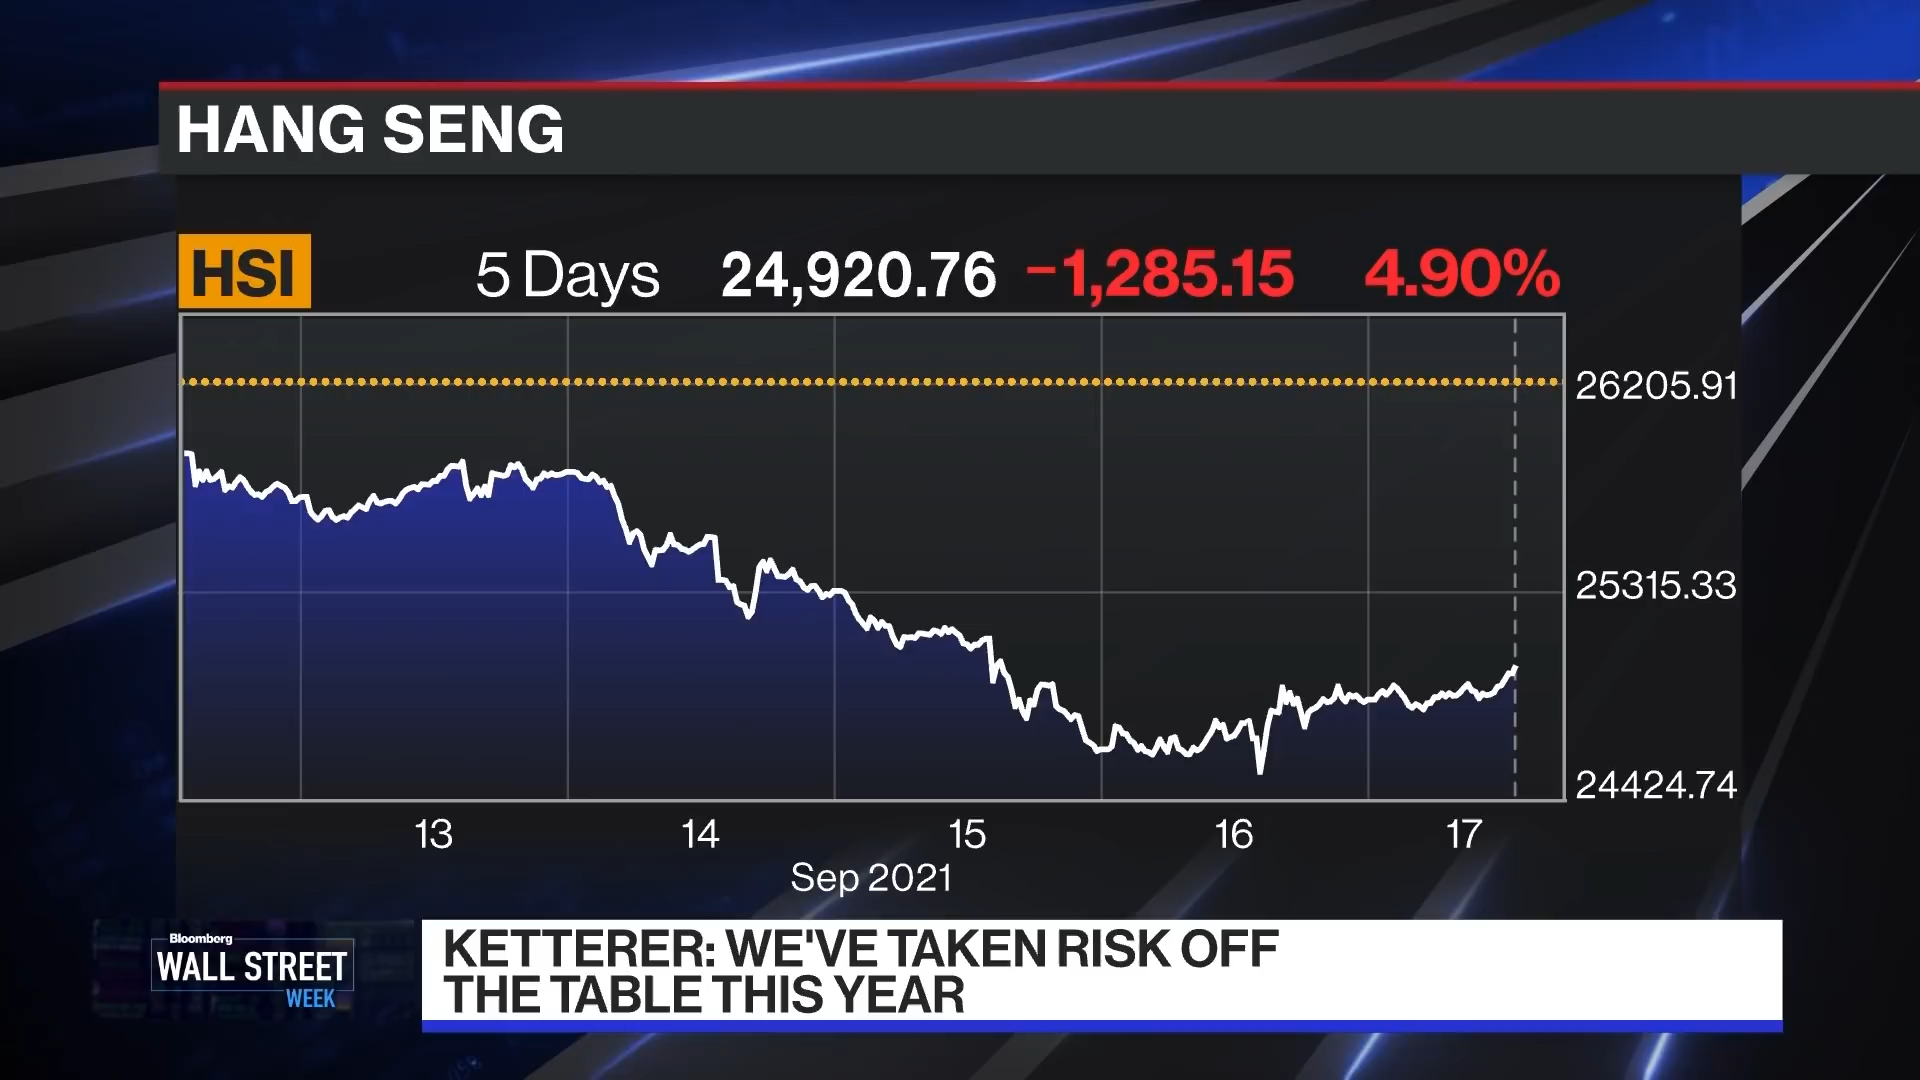 HANG SENG
HSI 5 Days 24,920.76 -1,285.15 4.90%
26205.91
25315.33
24424.74
13 14 15 16 17
Sep 2021
Bloomberg
WALL STREET
WEEK
KETTERER: WE'VE TAKEN RISK OFF
THE TABLE THIS YEAR